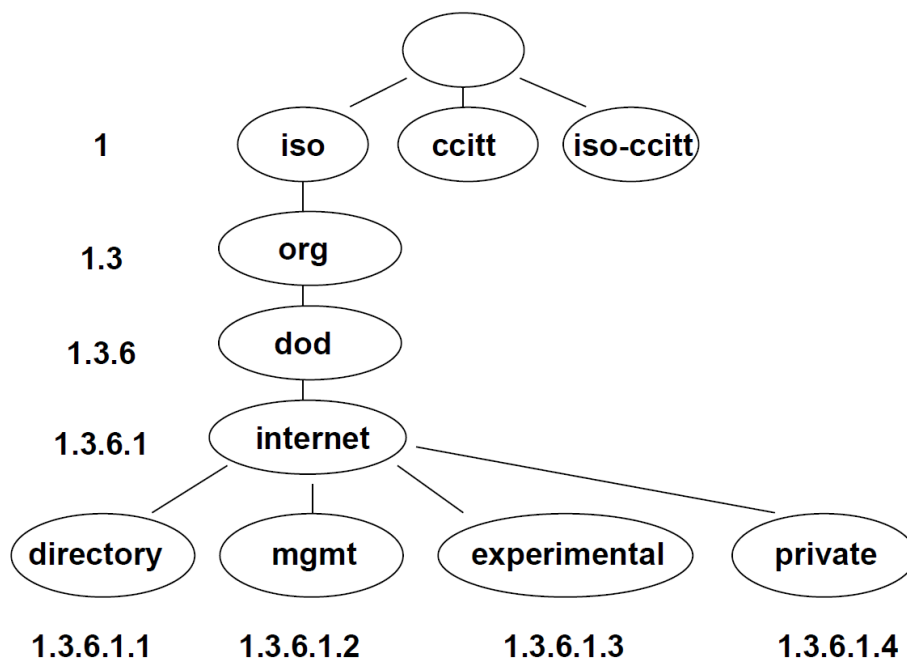 1 iso ccitt iso-ccitt
1.3 org
1.3.6 dod
1.3.6.1 internet
directory mgmt experimental private
1.3.6.1.1 1.3.6.1.2 1.3.6.1.3 1.3.6.1.4